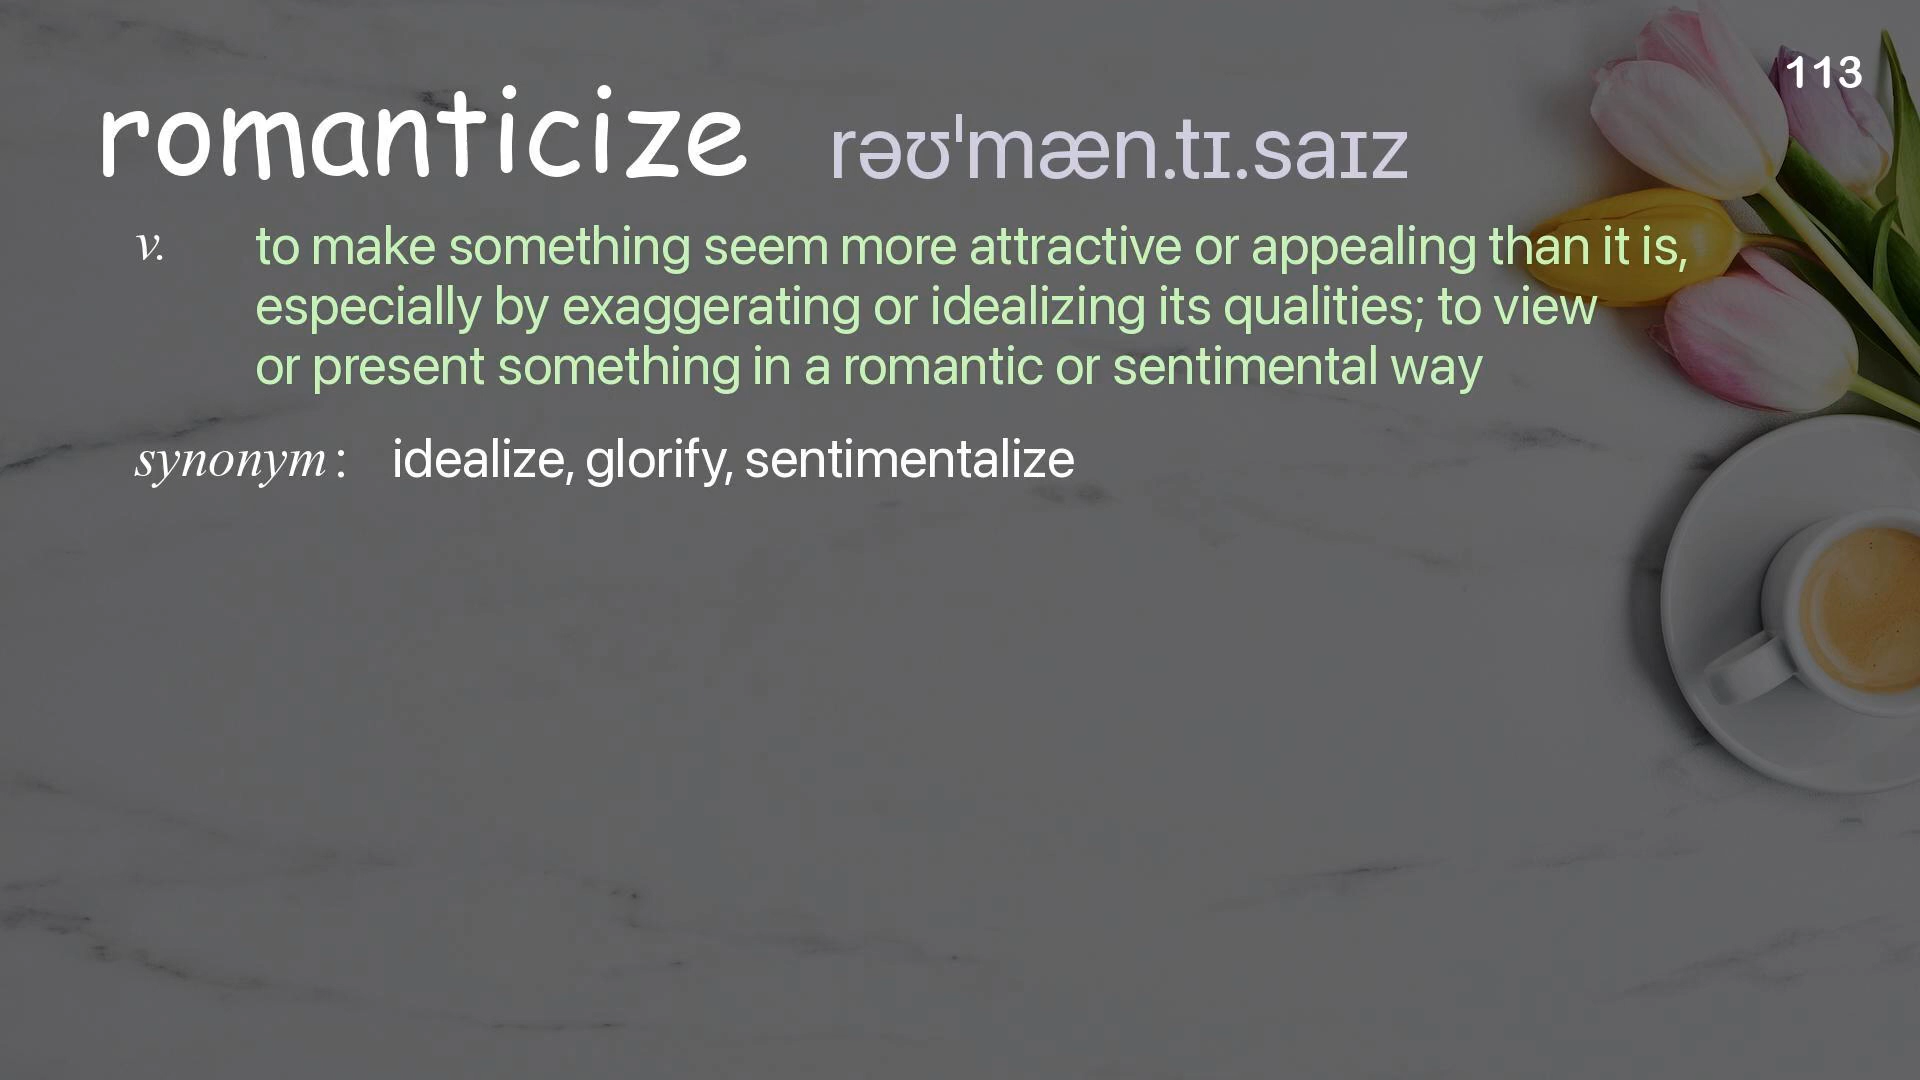 113
romanticize rəʊˈmæn.tɪ.saɪz
v. to make something seem more attractive or appealing than it is,
especially by exaggerating or idealizing its qualities; to view
or present something in a romantic or sentimental way
synonym: idealize, glorify, sentimentalize